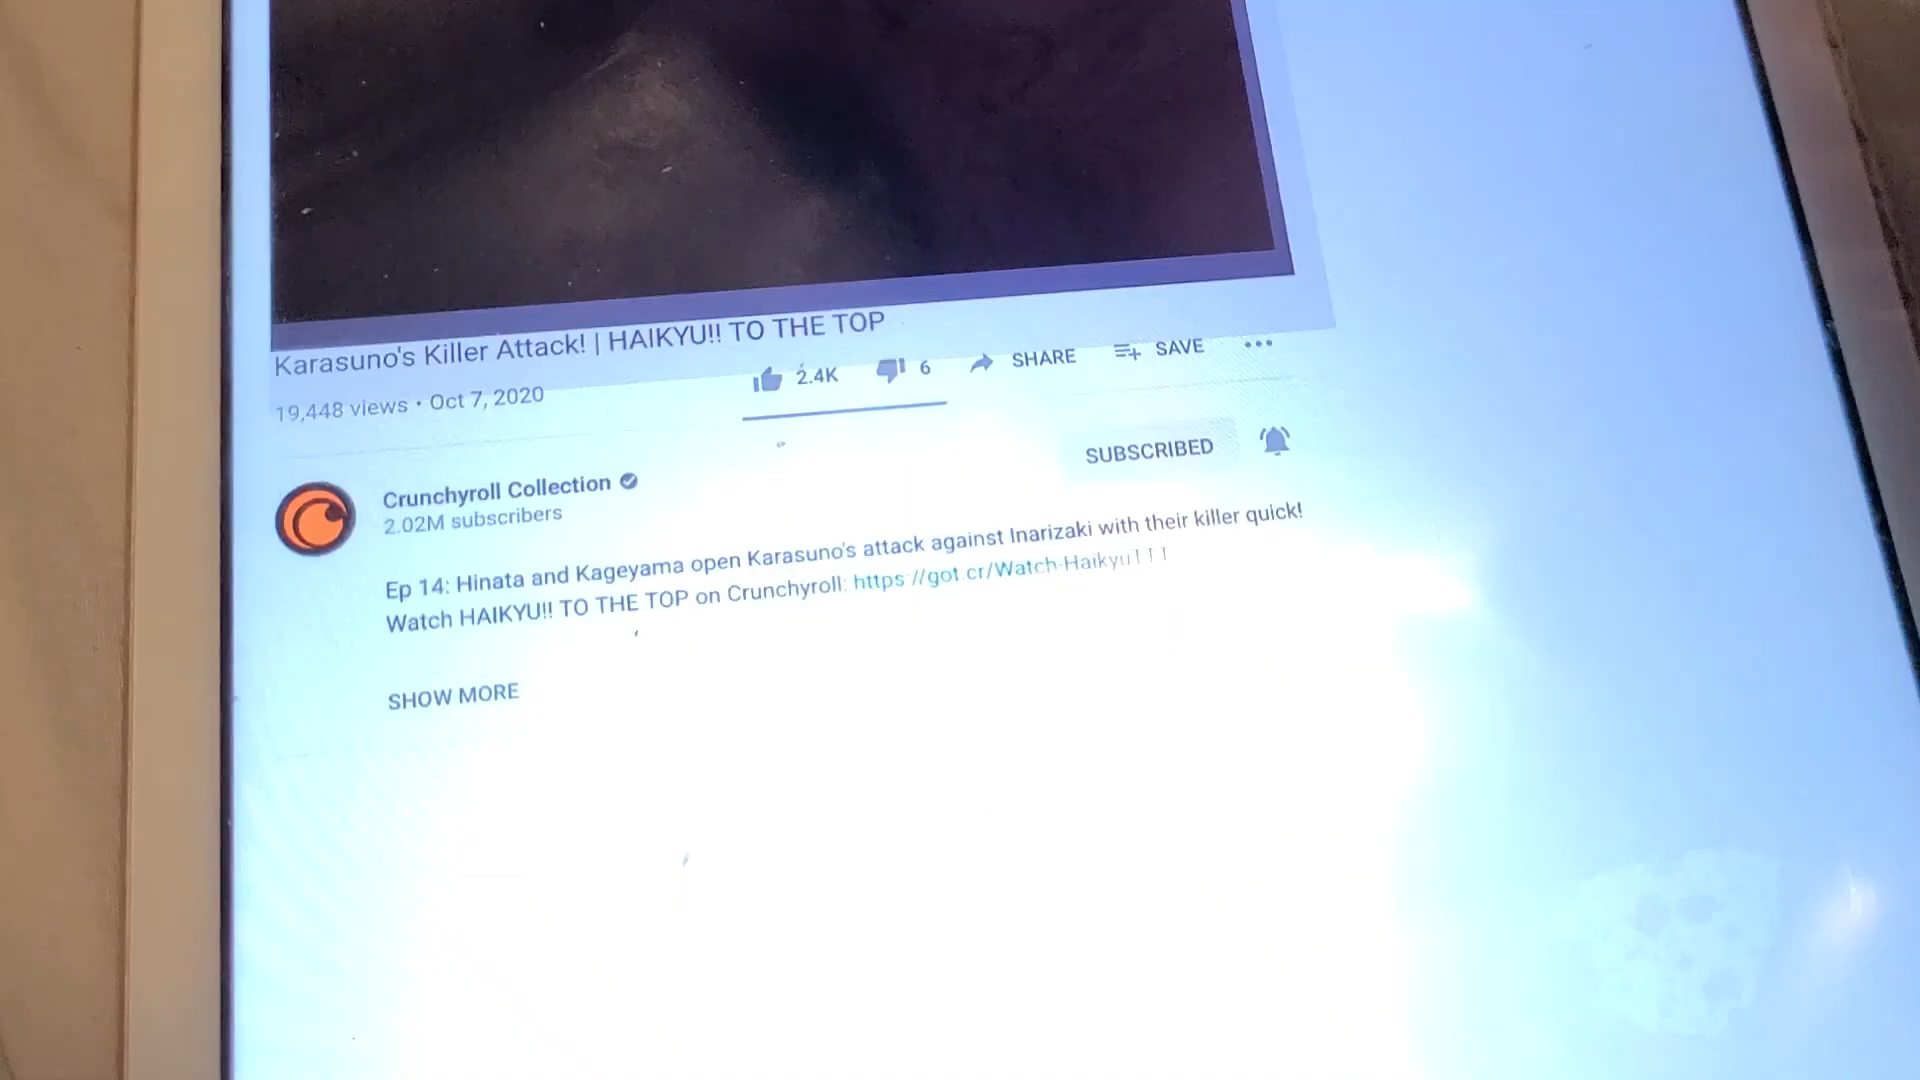 Karasuno's Killer Attack! | HAIKYU!! TO THE TOP
19,448 views • Oct 7, 2020
2.4K 6 SHARE SAVE
Crunchyroll Collection
2.02M subscribers
SUBSCRIBED
Ep 14: Hinata and Kageyama open Karasuno's attack against Inarizaki with their killer quick!
Watch HAIKYU!! TO THE TOP on Crunchyroll: https://got.cr/Watch-HaikyuTTT
SHOW MORE